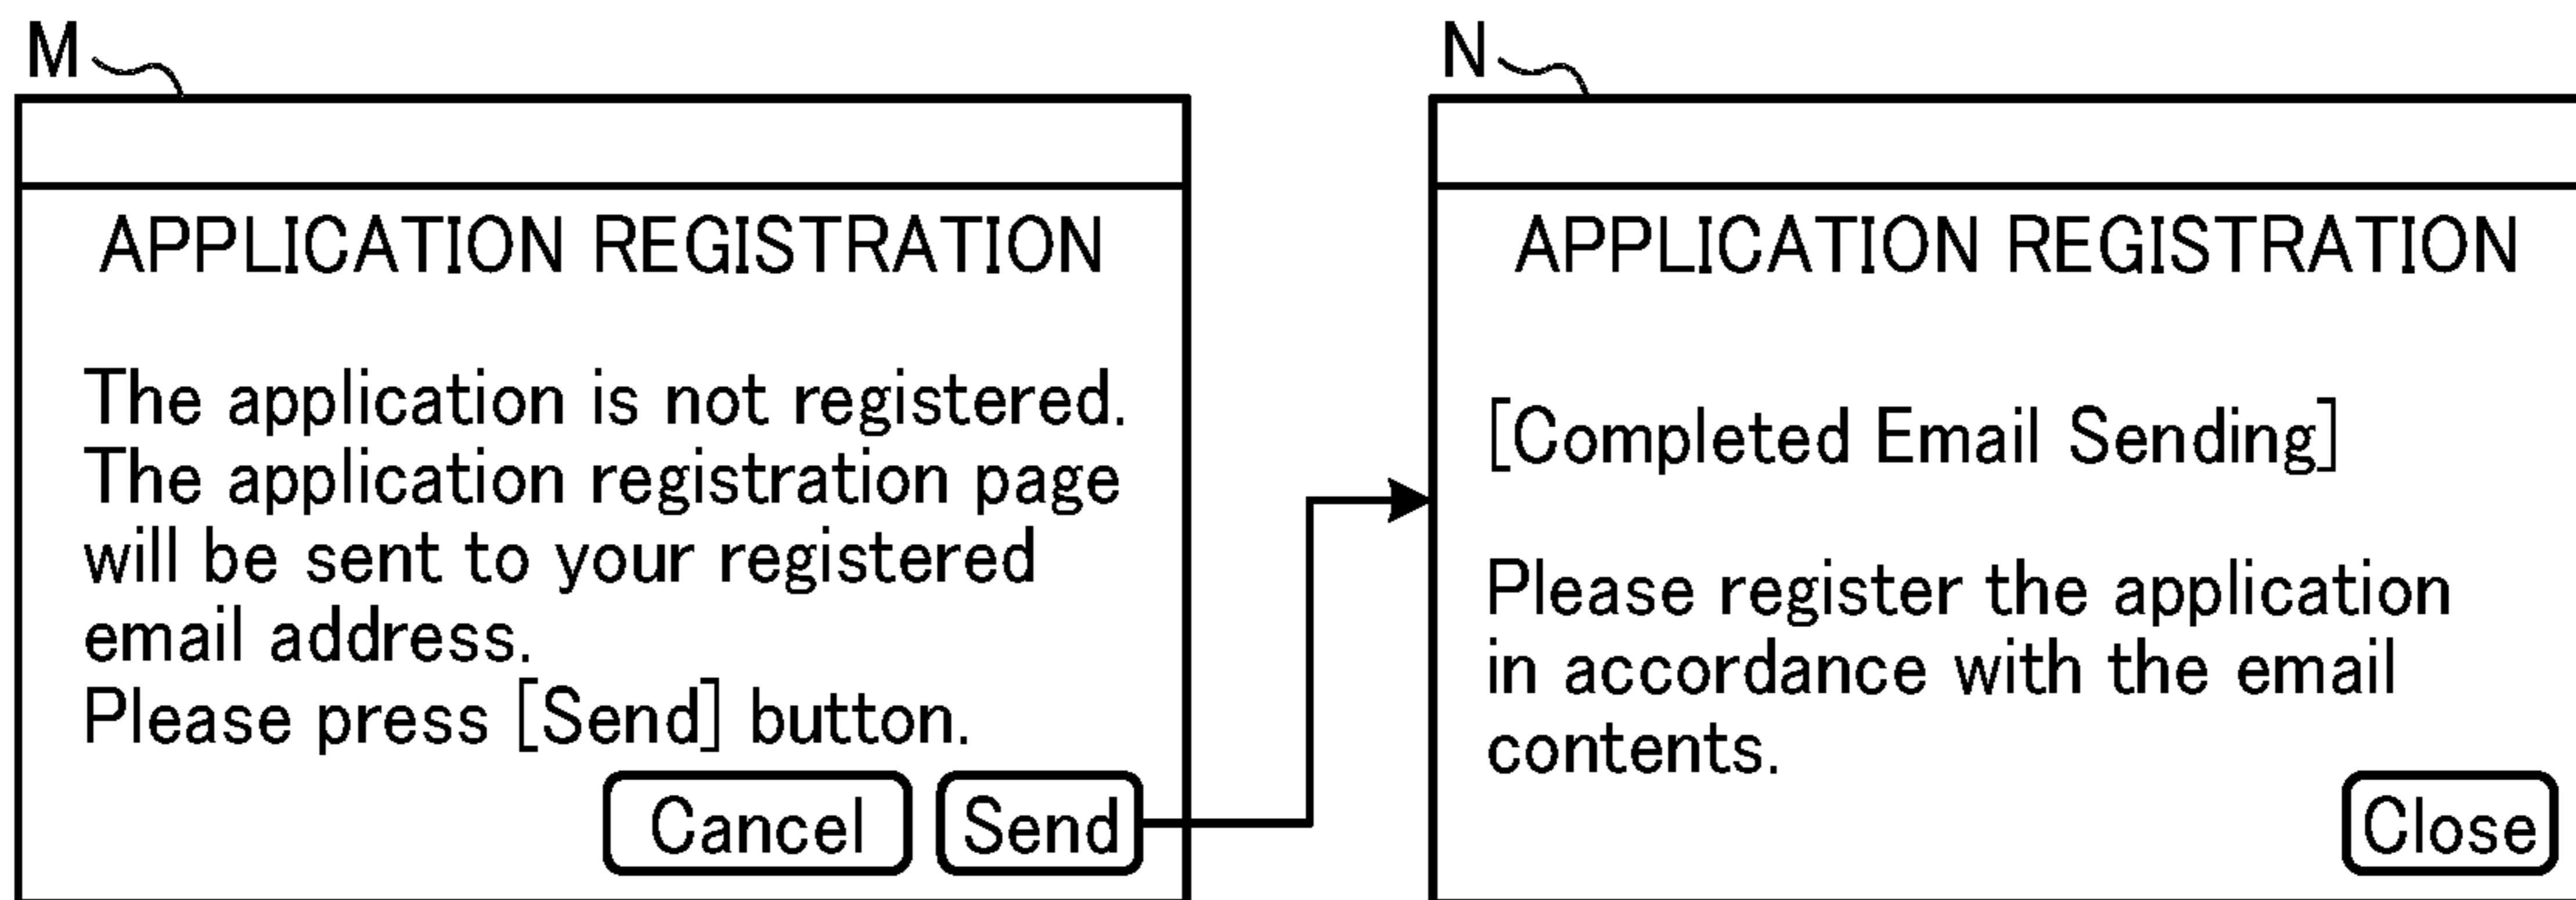 M
APPLICATION REGISTRATION
The application is not registered.
The application registration page
will be sent to your registered
email address.
Please press [Send] button.
Cancel
Send
N
APPLICATION REGISTRATION
[Completed Email Sending]
Please register the application
in accordance with the email
contents.
Close